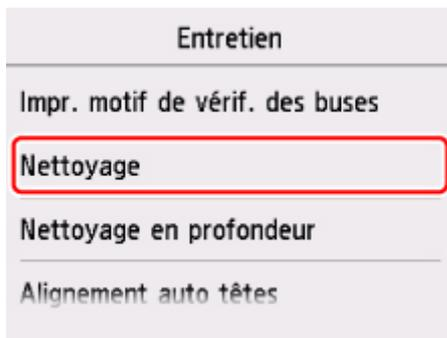 Entretien
Impr. motif de vérif. des buses
Nettoyage
Nettoyage en profondeur
Alignement auto têtes